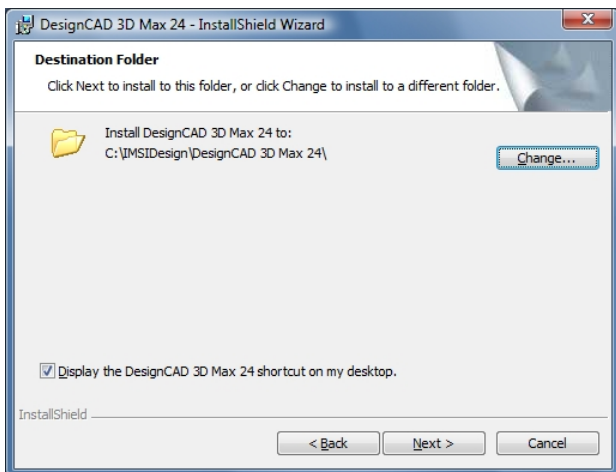 DesignCAD 3D Max 24 - InstallShield Wizard
Destination Folder
Click Next to install to this folder, or click Change to install to a different folder.
Install DesignCAD 3D Max 24 to:
C:\IMSIDesign\DesignCAD 3D Max 24\
Change...
Display the DesignCAD 3D Max 24 shortcut on my desktop.
InstallShield
< Back Next > Cancel